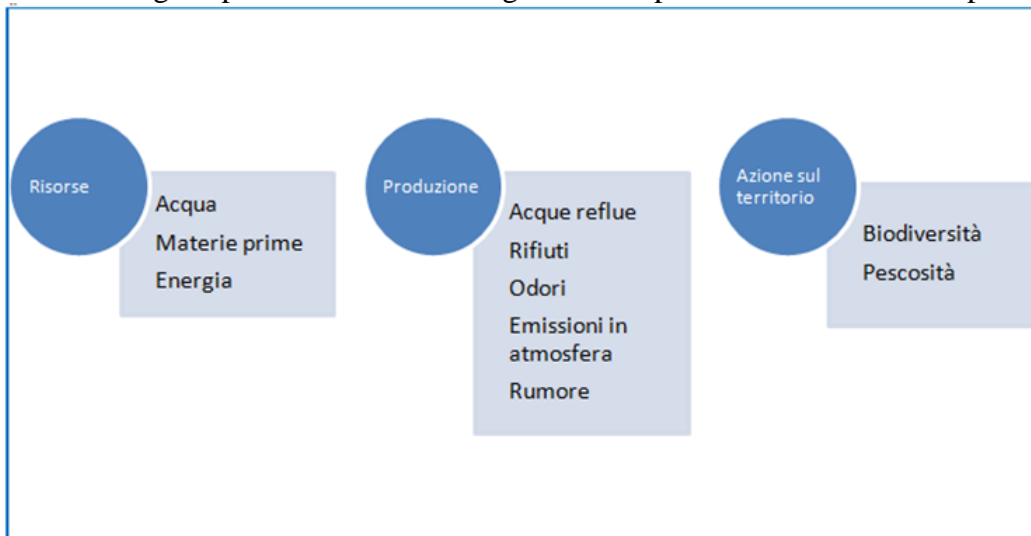 Risorse
Acqua
Materie prime
Energia
Produzione
Acque reflue
Rifiuti
Odori
Emissioni in
atmosfera
Rumore
Azione sul
territorio
Biodiversità
Pescosità